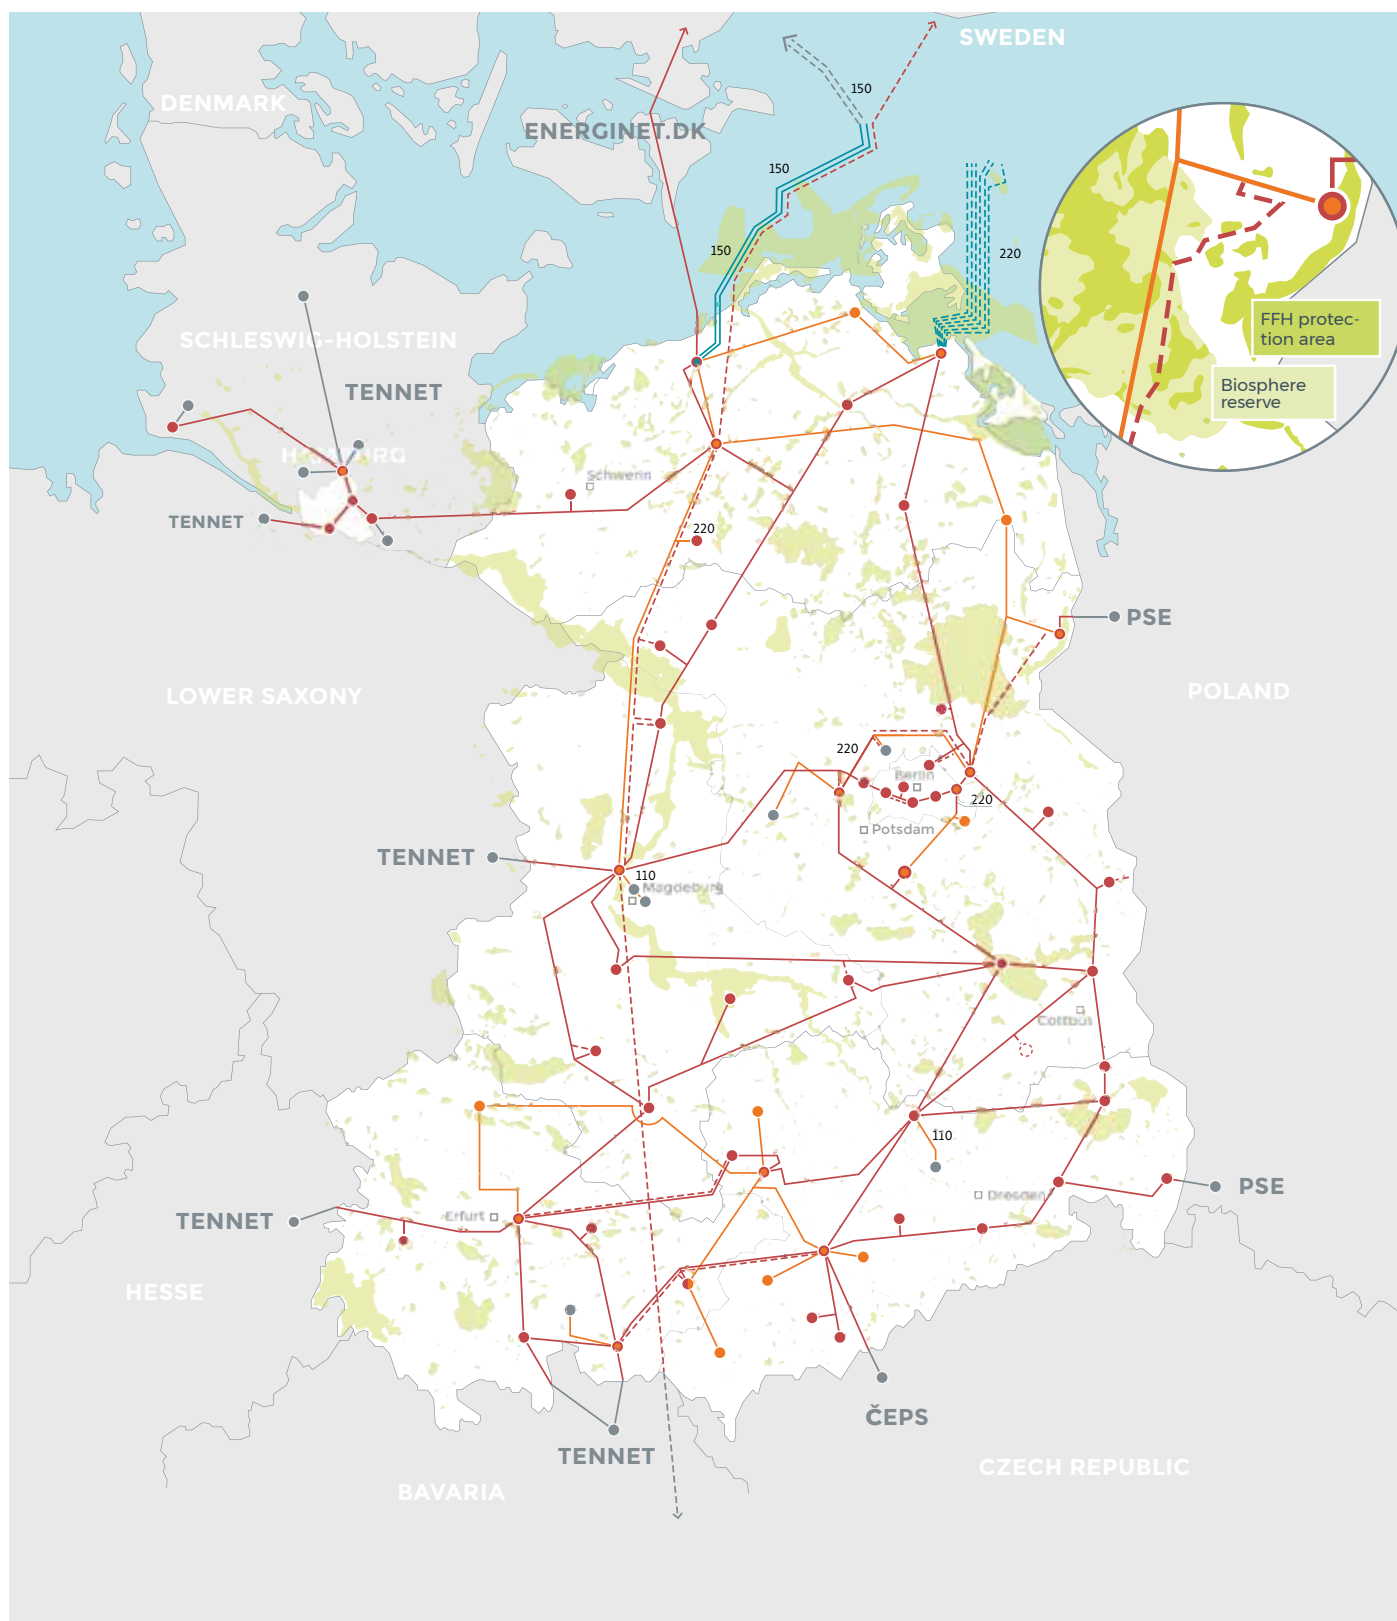 SWEDEN
150
DENMARK
ENERGINET.DK
150
150
220
FFH protec-
tion area
SCHLESWIG-HOLSTEIN
Biosphere
reserve
TENNET
HAMBURG
Schwerin
TENNET
220
PSE
LOWER SAXONY
POLAND
220
Berlin
220
Potsdam
TENNET
110
Magdeburg
Cottbus
110
Dresden
PSE
Erfurt
TENNET
HESSE
ČEPS
TENNET
CZECH REPUBLIC
BAVARIA